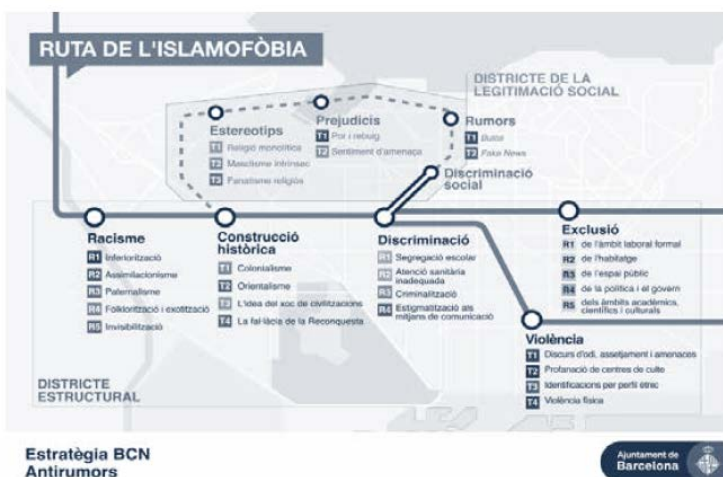 RUTA DE L'ISLAMOFÒBIA
DISTRICTE DE LA
LEGITIMACIÓ SOCIAL
Estereotips
T1 Religió monolítica
T2 Masclisme intrínsec
T3 Fanatisme religiós
Prejudicis
T1 Por i rebuig
T2 Sentiment d'amenaça
Rumors
T1 Bulos
T2 Fake News
Discriminació
social
Racisme
R1 Inferiorització
R2 Assimilacionisme
R3 Paternalisme
R4 Folklorització i exotització
R5 Invisibilització
Construcció
històrica
T1 Colonialisme
T2 Orientalisme
T3 L'idea del xoc de civilitzacions
T4 La fal·làcia de la Reconquesta
Discriminació
R1 Segregació escolar
R2 Atenció sanitària
inadequada
R3 Criminalització
R4 Estigmatització als
mitjans de comunicació
Exclusió
R1 de l'àmbit laboral formal
R2 de l'habitatge
R3 de l'espai públic
R4 de la política i el govern
R5 dels àmbits acadèmics,
científics i culturals
Violència
T1 Discurs d'odi, assetjament i amenaces
T2 Profanació de centres de culte
T3 Identificacions per perfil ètnic
T4 Violència física
DISTRICTE
ESTRUCTURAL
Estratègia BCN
Antirumors
Ajuntament de
Barcelona